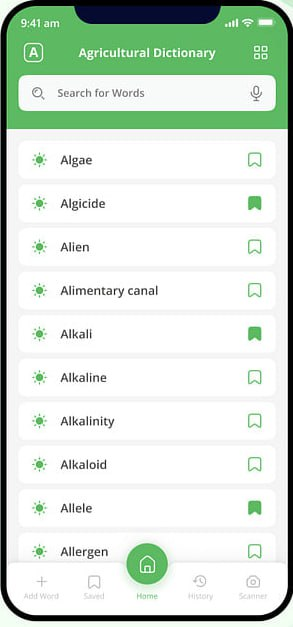 9:41 am
A Agricultural Dictionary
Search for Words
Algae
Algicide
Alien
Alimentary canal
Alkali
Alkaline
Alkalinity
Alkaloid
Allele
Allergen
Add Word Saved Home History Scanner